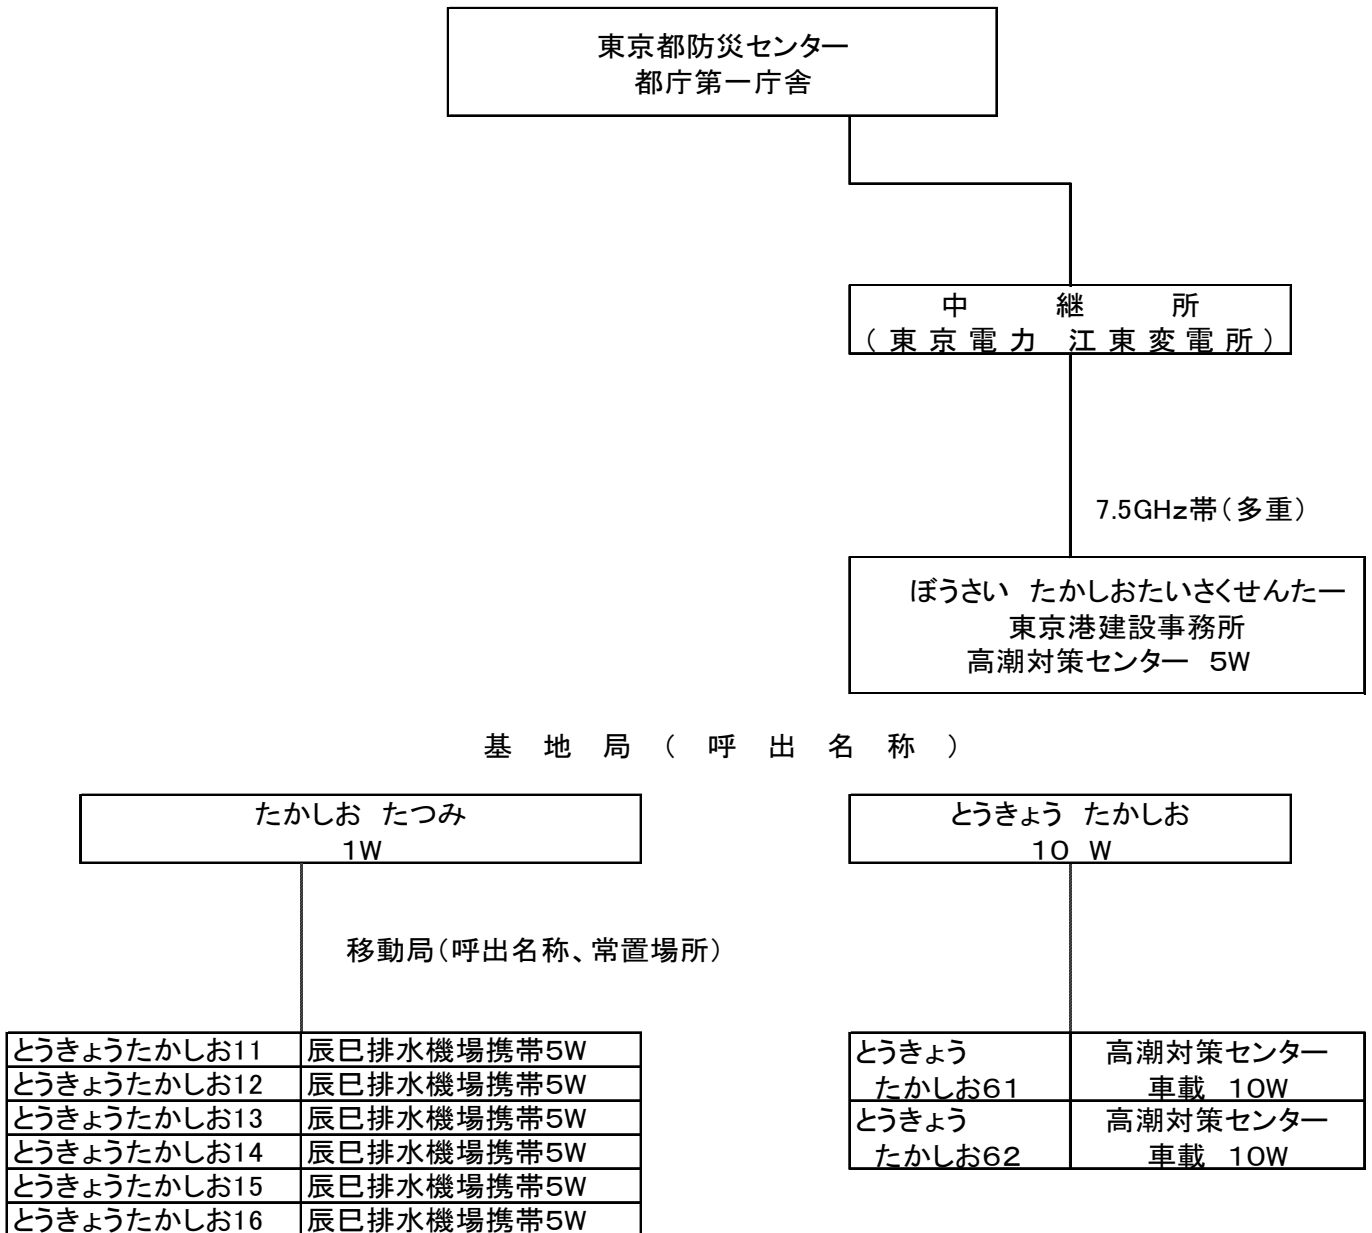 東京都防災センター
都庁第一庁舎
中　継　所
（東京電力　江東変電所）
7.5GHz帯（多重）
ぼうさい　たかしおたいさくせんたー
東京港建設事務所
高潮対策センター　5W
基　地　局　（　呼　出　名　称　）
たかしお　たつみ
1W
とうきょう　たかしお
10　W
移動局（呼出名称、常置場所）
とうきょうたかしお11　辰巳排水機場携帯5W
とうきょうたかしお12　辰巳排水機場携帯5W
とうきょうたかしお13　辰巳排水機場携帯5W
とうきょうたかしお14　辰巳排水機場携帯5W
とうきょうたかしお15　辰巳排水機場携帯5W
とうきょうたかしお16　辰巳排水機場携帯5W
とうきょう　高潮対策センター
たかしお61　車載　10W
とうきょう　高潮対策センター
たかしお62　車載　10W